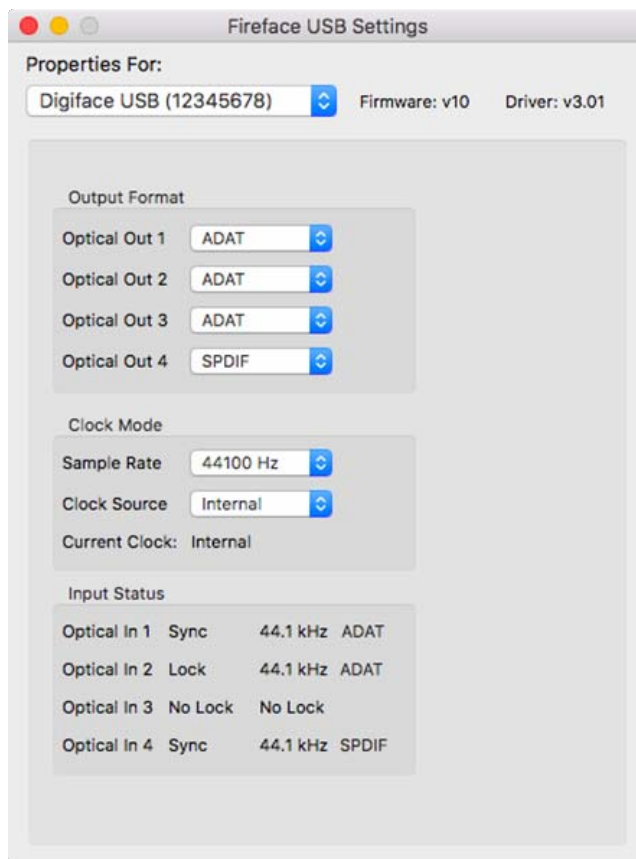 Fireface USB Settings
Properties For:
Digiface USB (12345678) Firmware: v10 Driver: v3.01
Output Format
Optical Out 1 ADAT
Optical Out 2 ADAT
Optical Out 3 ADAT
Optical Out 4 SPDIF
Clock Mode
Sample Rate 44100 Hz
Clock Source Internal
Current Clock: Internal
Input Status
Optical In 1 Sync 44.1 kHz ADAT
Optical In 2 Lock 44.1 kHz ADAT
Optical In 3 No Lock No Lock
Optical In 4 Sync 44.1 kHz SPDIF